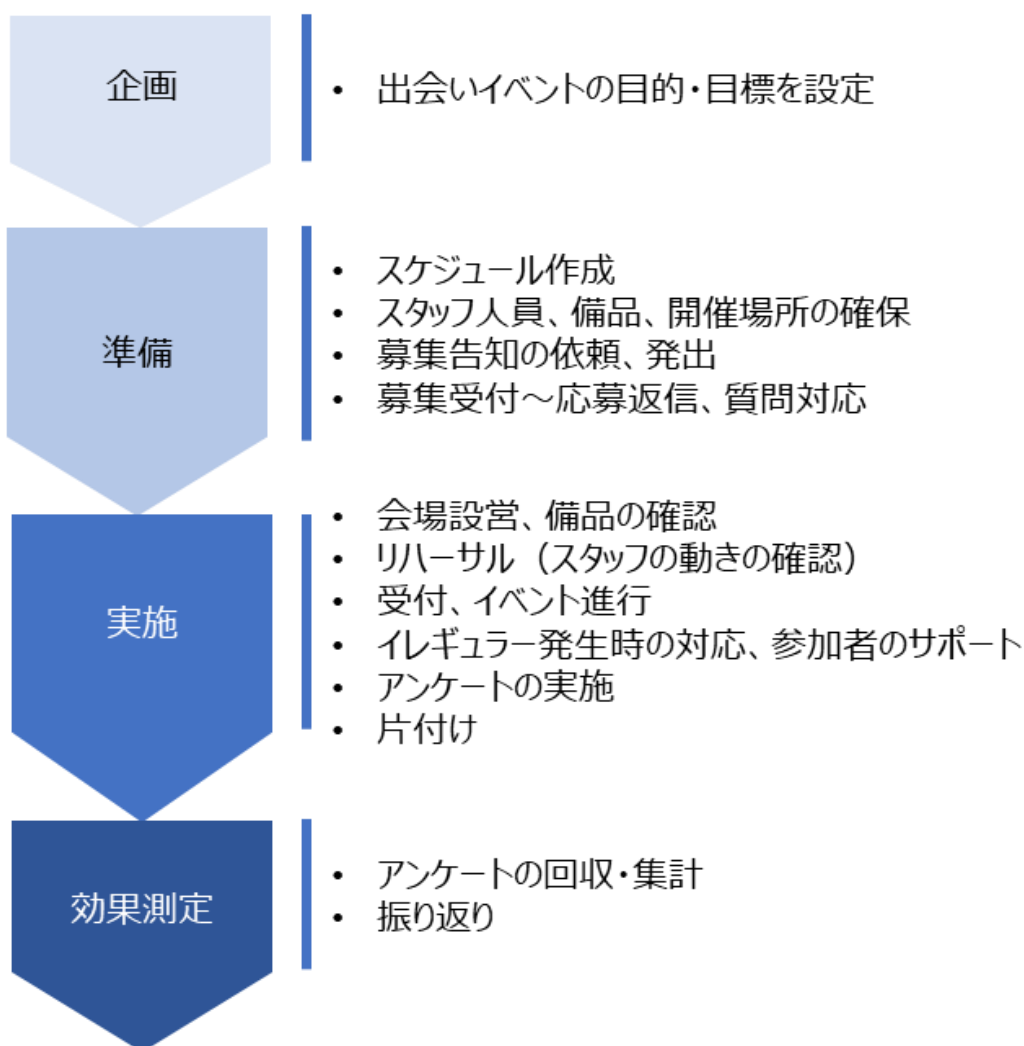 企画
• 出会いイベントの目的・目標を設定
準備
• スケジュール作成
• スタッフ人員、備品、開催場所の確保
• 募集告知の依頼、発出
• 募集受付～応募返信、質問対応
実施
• 会場設営、備品の確認
• リハーサル（スタッフの動きの確認）
• 受付、イベント進行
• イレギュラー発生時の対応、参加者のサポート
• アンケートの実施
• 片付け
効果測定
• アンケートの回収・集計
• 振り返り